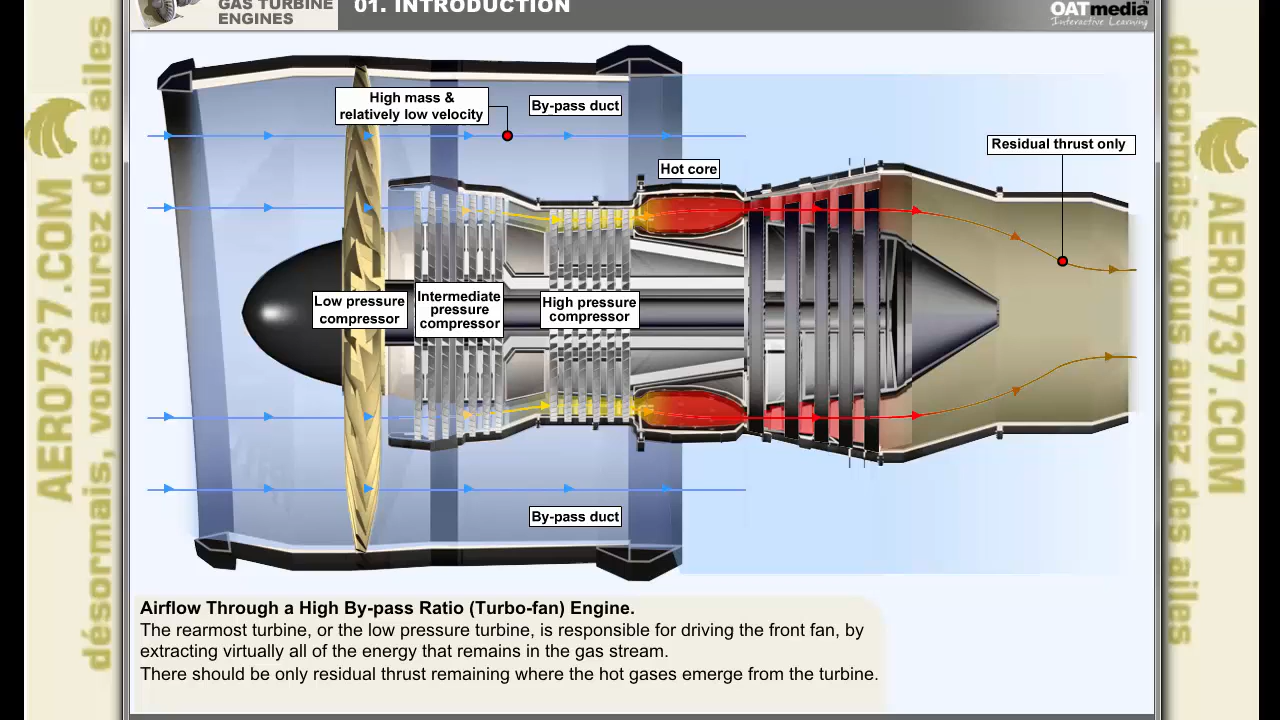 GAS TURBINE
ENGINES
01. INTRODUCTION
OATmedia™
Interactive Learning
High mass &
relatively low velocity
By-pass duct
Residual thrust only
Hot core
Low pressure
compressor
Intermediate
pressure
compressor
High pressure
compressor
By-pass duct
Airflow Through a High By-pass Ratio (Turbo-fan) Engine.
The rearmost turbine, or the low pressure turbine, is responsible for driving the front fan, by
extracting virtually all of the energy that remains in the gas stream.
There should be only residual thrust remaining where the hot gases emerge from the turbine.
AERO737.COM
désormais, vous aurez des ailes
AERO737.COM
désormais, vous aurez des ailes